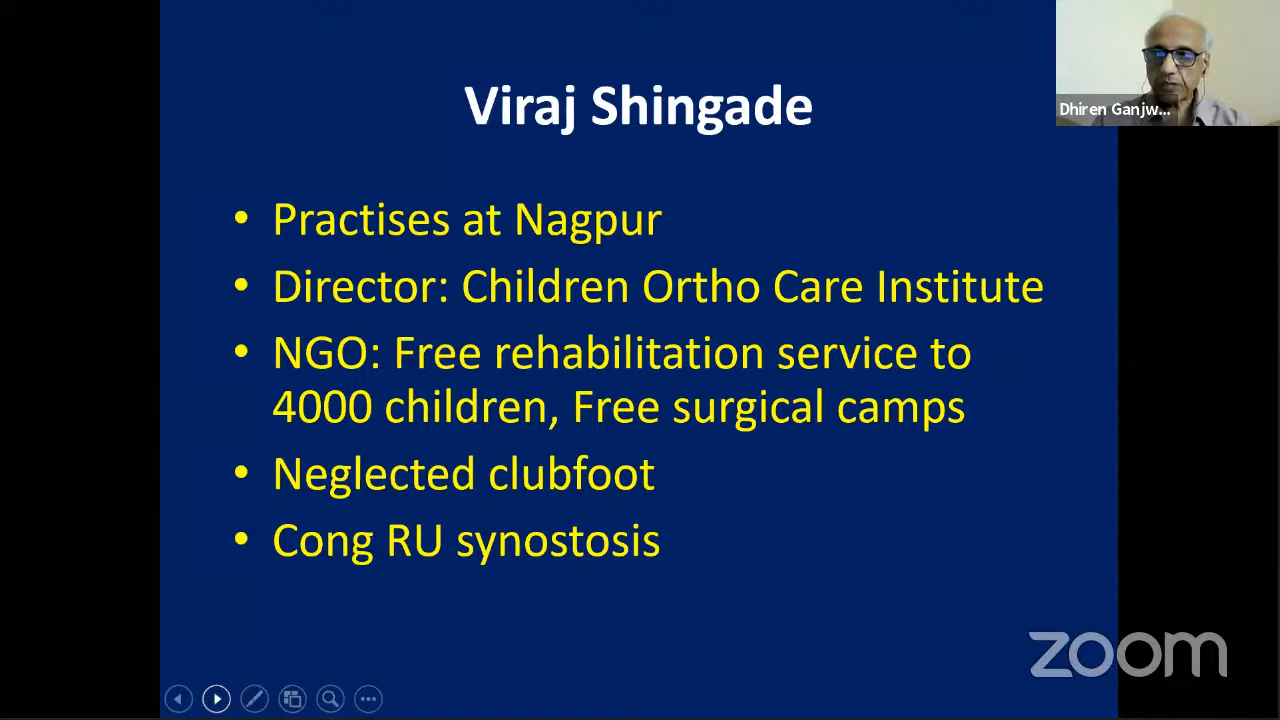 Viraj Shingade
Dhiren Ganjw...
• Practises at Nagpur
• Director: Children Ortho Care Institute
• NGO: Free rehabilitation service to
4000 children, Free surgical camps
• Neglected clubfoot
• Cong RU synostosis
zoom